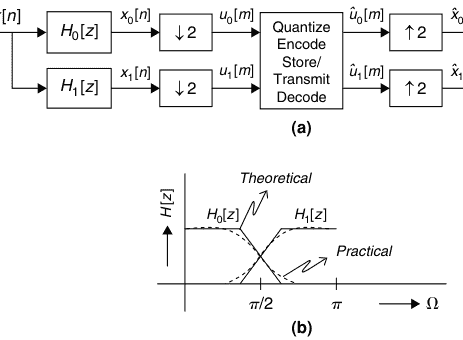 [n] H₀[z] x₀[n] ↓2 u₀[m] Quantize Encode Store/ Transmit Decode û₀[m] ↑2 x̂₀
H₁[z] x₁[n] ↓2 u₁[m] û₁[m] ↑2 x̂₁
(a)
Theoretical
H[z] H₀[z] H₁[z]
Practical
π/2 π Ω
(b)